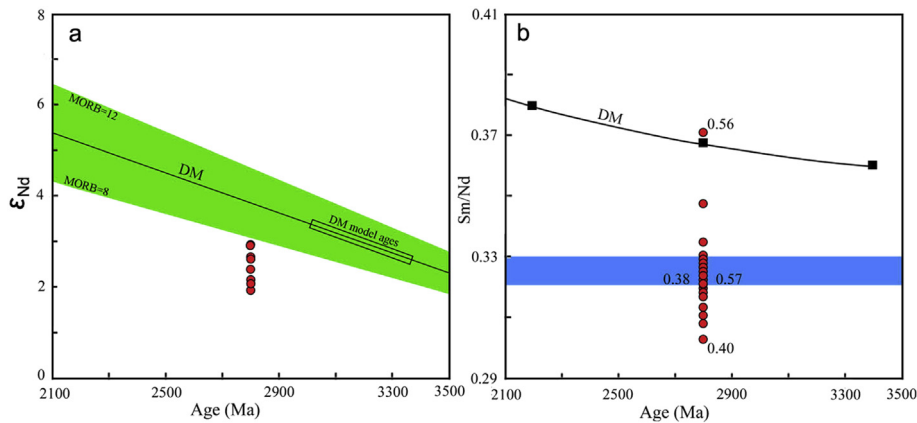 a
8
6
4
2
0
εNd
MORB=12
DM
MORB=8
DM model ages
2100
2500
2900
3300
3500
Age (Ma)
b
0.41
0.37
0.33
0.29
Sm/Nd
DM
0.56
0.38
0.57
0.40
2100
2500
2900
3300
3500
Age (Ma)